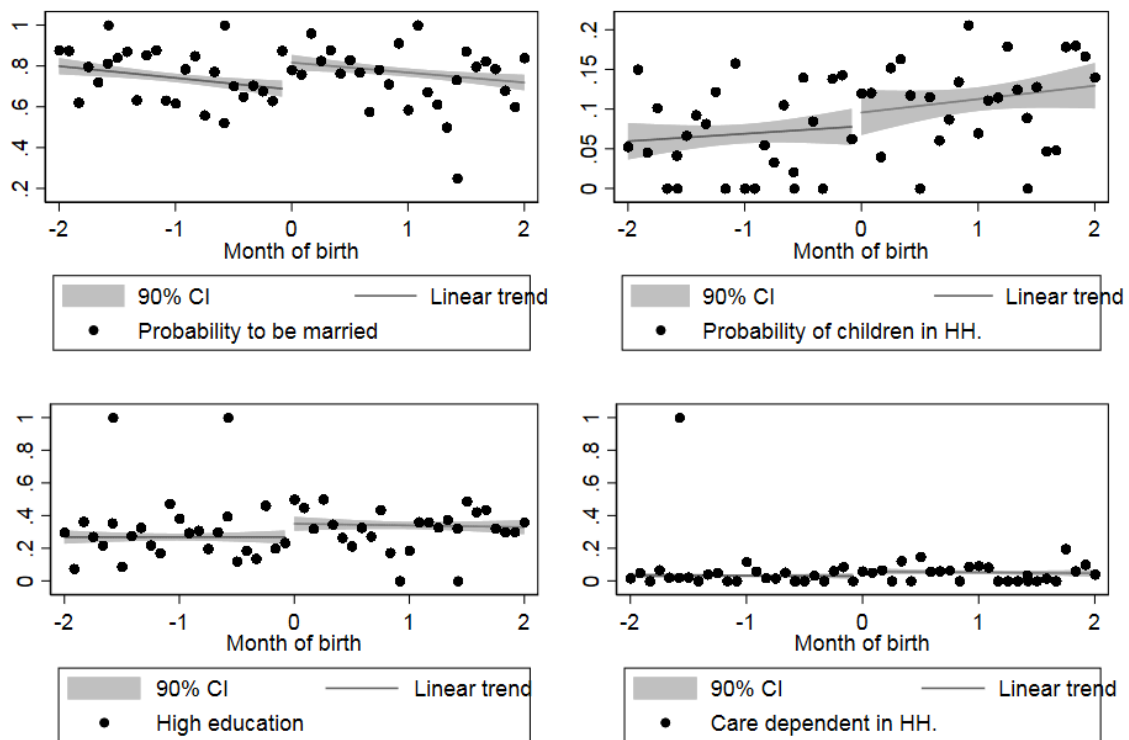 1
.8
.6
.4
.2
-2 -1 0 1 2
Month of birth
90% CI Linear trend
Probability to be married
.2
.15
.1
.05
0
-2 -1 0 1 2
Month of birth
90% CI Linear trend
Probability of children in HH.
1
.8
.6
.4
.2
0
-2 -1 0 1 2
Month of birth
90% CI Linear trend
High education
1
.8
.6
.4
.2
0
-2 -1 0 1 2
Month of birth
90% CI Linear trend
Care dependent in HH.